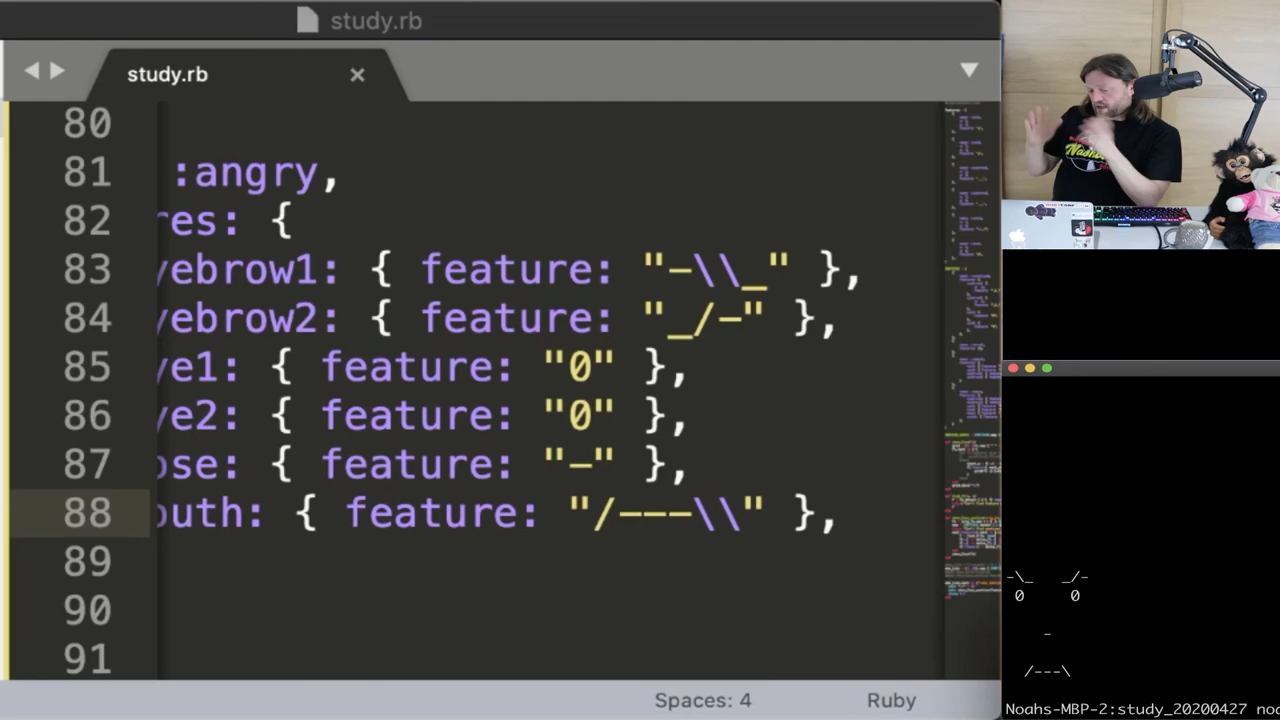 study.rb
study.rb
80
81 :angry,
82 res: {
83 yebrow1: { feature: "-\\_" },
84 yebrow2: { feature: "_/-" },
85 ye1: { feature: "0" },
86 ye2: { feature: "0" },
87 ose: { feature: "-" },
88 outh: { feature: "/---\\" },
89
90
91
Spaces: 4 Ruby
-\_ _/-
0 0
-
/---\
Noahs-MBP-2:study_20200427 noa